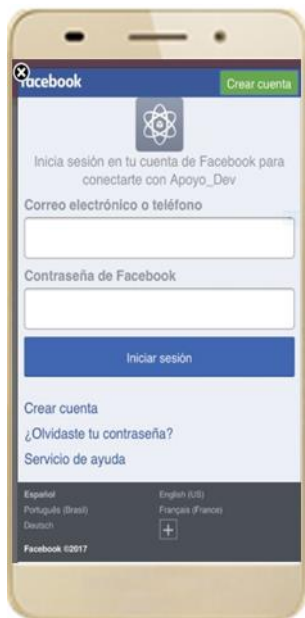 facebook
Crear cuenta
Inicia sesión en tu cuenta de Facebook para
conectarte con Apoyo_Dev
Correo electrónico o teléfono
Contraseña de Facebook
Iniciar sesión
Crear cuenta
¿Olvidaste tu contraseña?
Servicio de ayuda
Español English (US)
Português (Brasil) Français (France)
Deutsch
Facebook ©2017